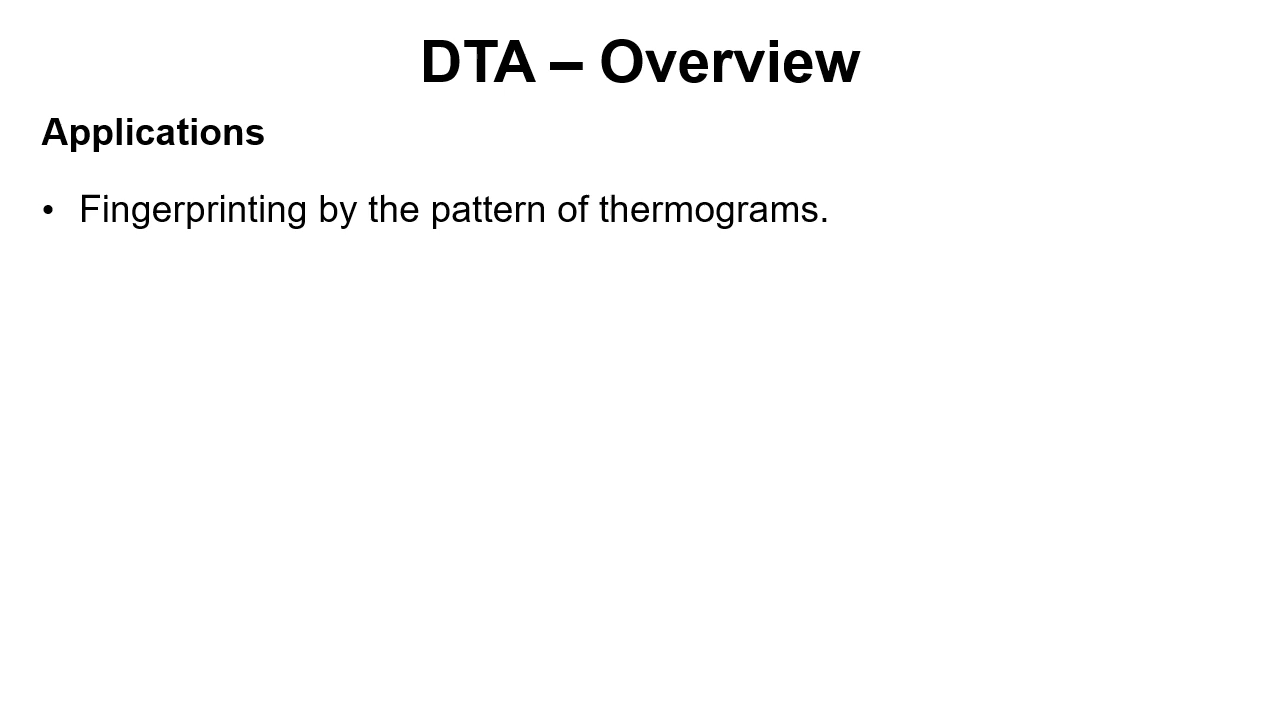 DTA – Overview
Applications
• Fingerprinting by the pattern of thermograms.